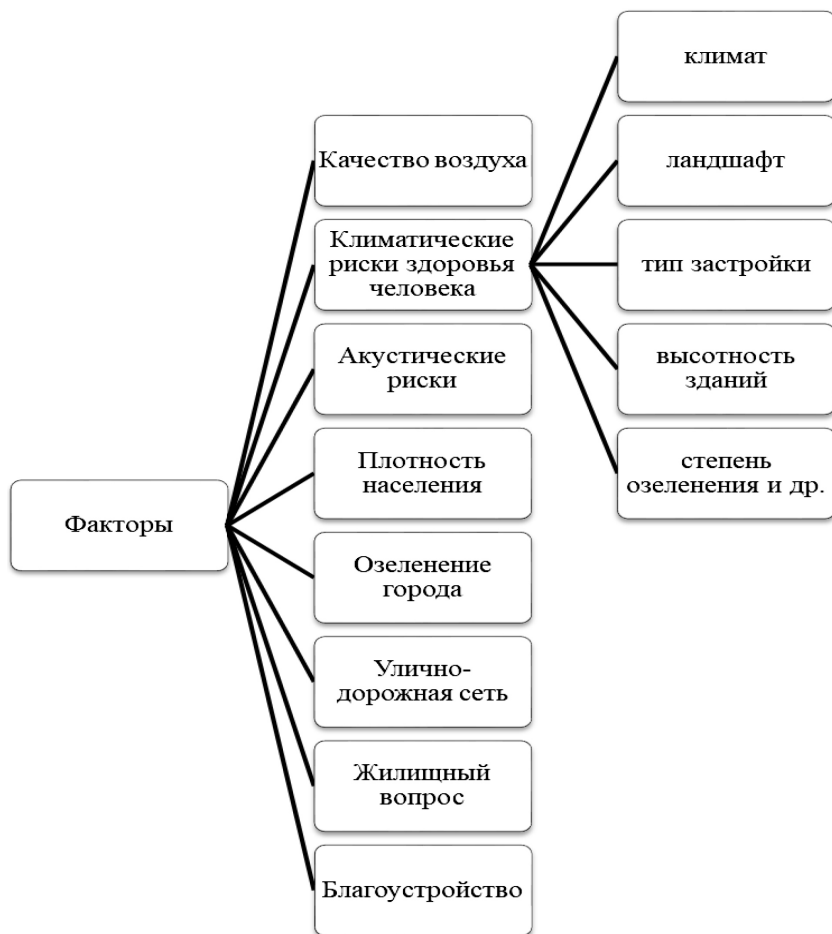 Факторы
Качество воздуха
Климатические
риски здоровья
человека
Акустические
риски
Плотность
населения
Озеленение
города
Улично-
дорожная сеть
Жилищный
вопрос
Благоустройство
климат
ландшафт
тип застройки
высотность
зданий
степень
озеленения и др.